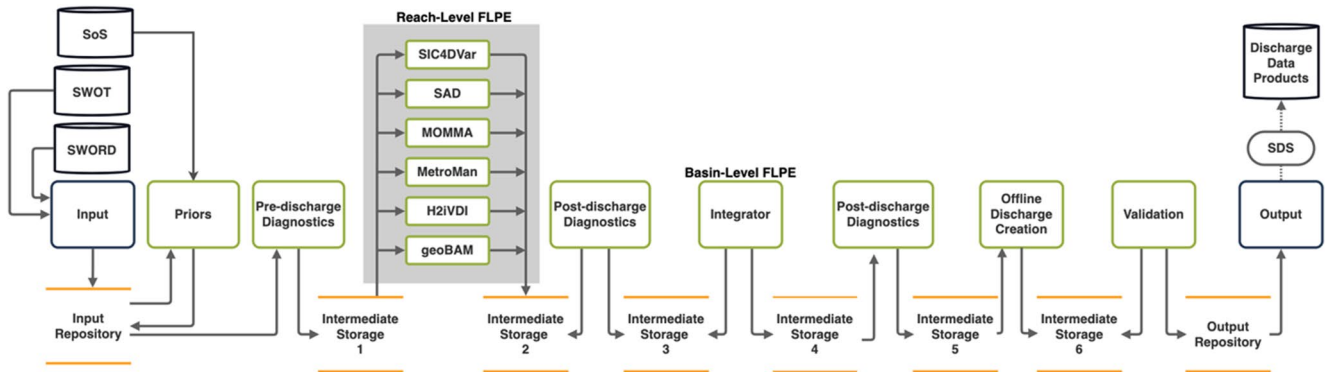 SoS
SWOT
SWORD
Input
Priors
Pre-discharge
Diagnostics
Input
Repository
Reach-Level FLPE
SIC4DVar
SAD
MOMMA
MetroMan
H2iVDI
geoBAM
Intermediate
Storage
1
Intermediate
Storage
2
Post-discharge
Diagnostics
Intermediate
Storage
3
Basin-Level FLPE
Integrator
Intermediate
Storage
4
Post-discharge
Diagnostics
Intermediate
Storage
5
Offline
Discharge
Creation
Intermediate
Storage
6
Validation
Output
Repository
Discharge
Data
Products
SDS
Output